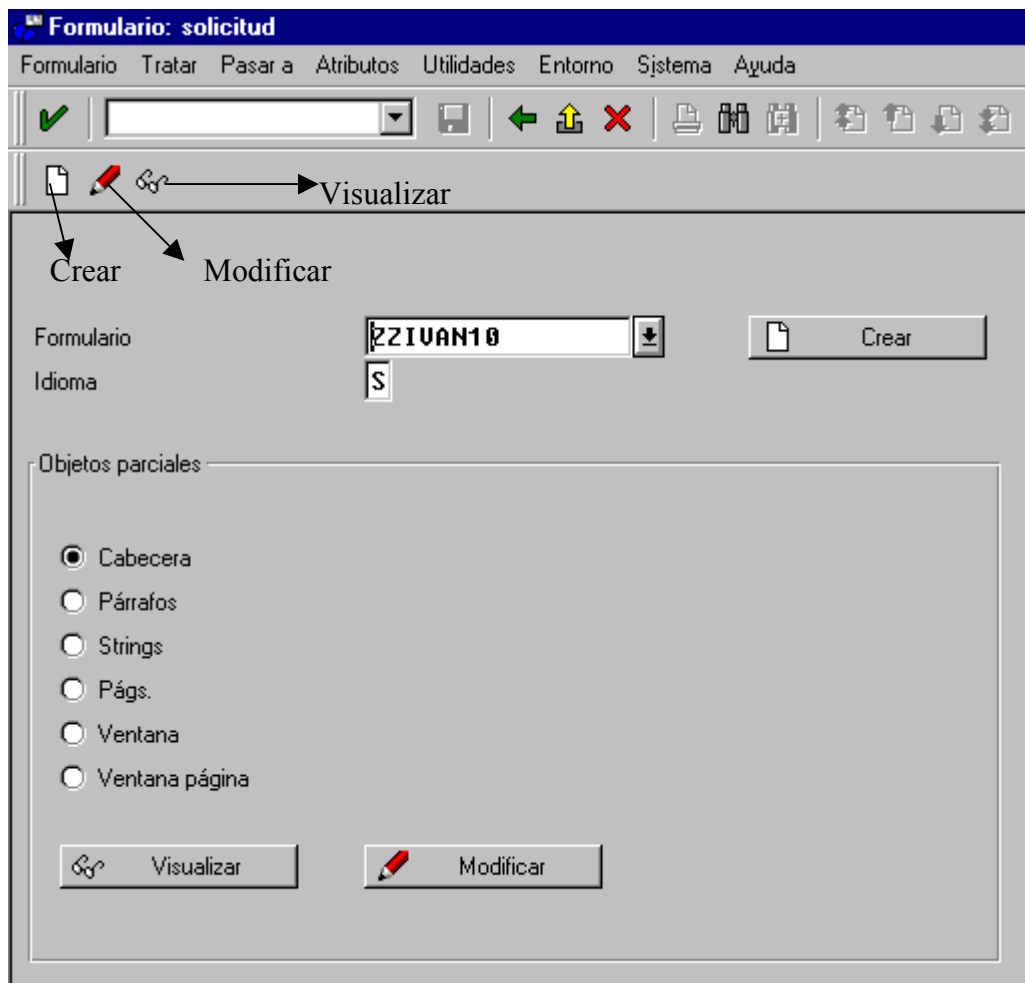 Formulario: solicitud
Formulario Tratar Pasar a Atributos Utilidades Entorno Sistema Ayuda
Visualizar
Crear Modificar
Formulario ZZIVAN10 Crear
Idioma S
Objetos parciales
Cabecera
Párrafos
Strings
Págs.
Ventana
Ventana página
Visualizar Modificar